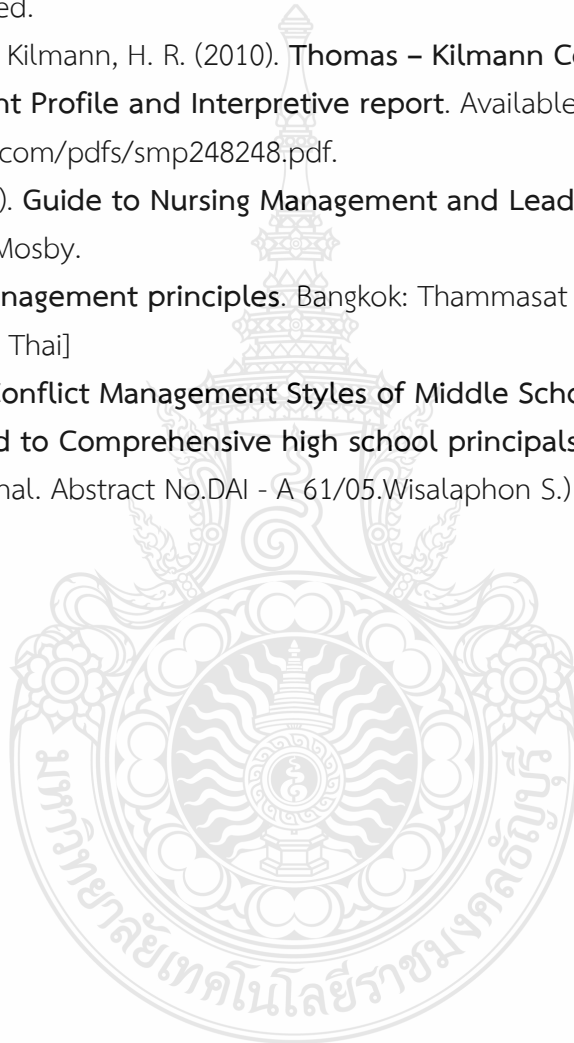 ed.
Kilmann, H. R. (2010). Thomas – Kilmann Co
nt Profile and Interpretive report. Available
com/pdfs/smp248248.pdf.
). Guide to Nursing Management and Lead
Mosby.
nagement principles. Bangkok: Thammasat
Thai]
Conflict Management Styles of Middle Scho
d to Comprehensive high school principals
nal. Abstract No.DAI - A 61/05.Wisalaphon S.)
มหาวิทยาลัยเทคโนโลยีราชมงคลธัญบุรี